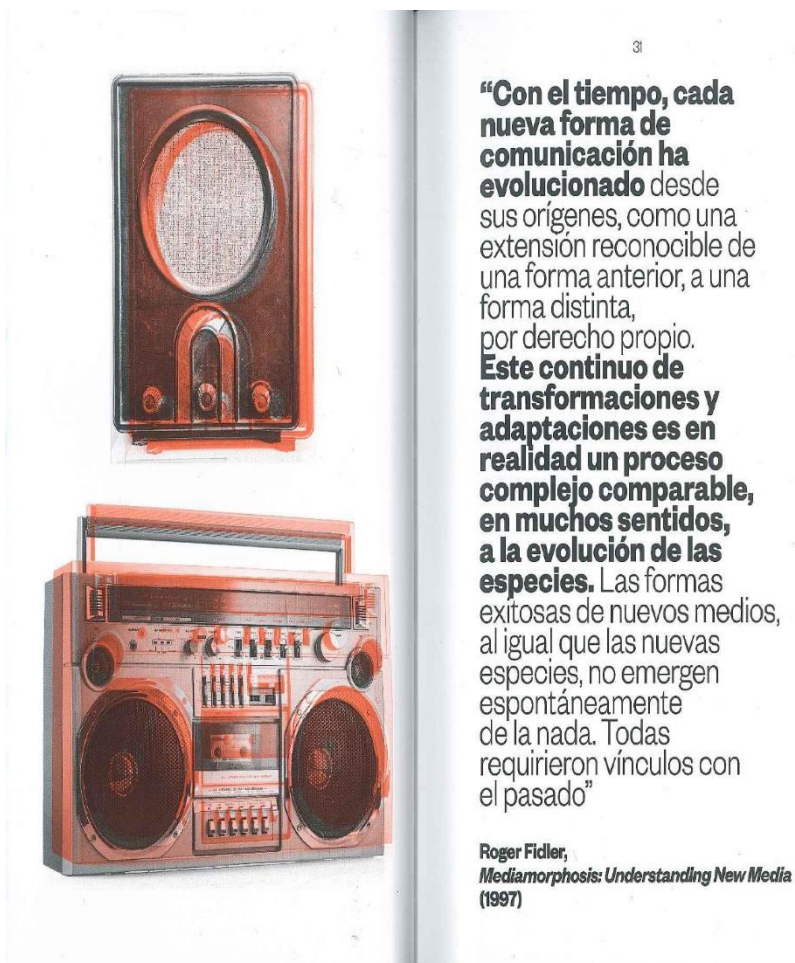 31
“Con el tiempo, cada
nueva forma de
comunicación ha
evolucionado desde
sus orígenes, como una
extensión reconocible de
una forma anterior, a una
forma distinta,
por derecho propio.
Este continuo de
transformaciones y
adaptaciones es en
realidad un proceso
complejo comparable,
en muchos sentidos,
a la evolución de las
especies. Las formas
exitosas de nuevos medios,
al igual que las nuevas
especies, no emergen
espontáneamente
de la nada. Todas
requirieron vínculos con
el pasado”
Roger Fidler,
Mediamorphosis: Understanding New Media
(1997)